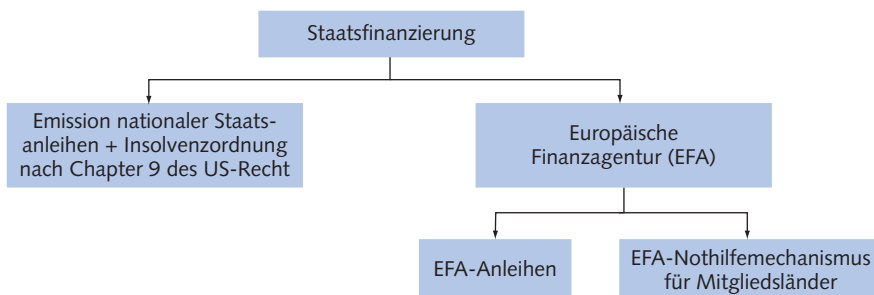 Staatsfinanzierung
Emission nationaler Staats-
anleihen + Insolvenzordnung
nach Chapter 9 des US-Recht
Europäische
Finanzagentur (EFA)
EFA-Anleihen
EFA-Nothilfemechanismus
für Mitgliedsländer